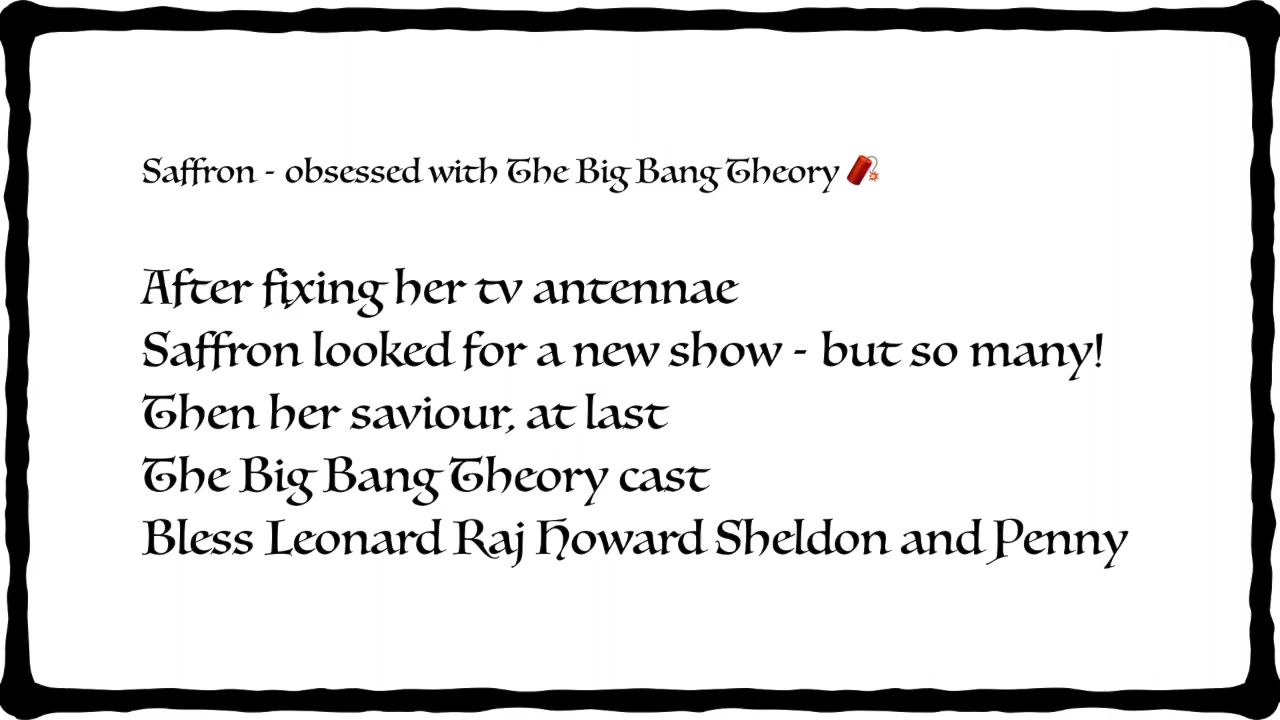 Saffron - obsessed with The Big Bang Theory 🧨
After fixing her tv antennae
Saffron looked for a new show - but so many!
Then her saviour, at last
The Big Bang Theory cast
Bless Leonard Raj Howard Sheldon and Penny